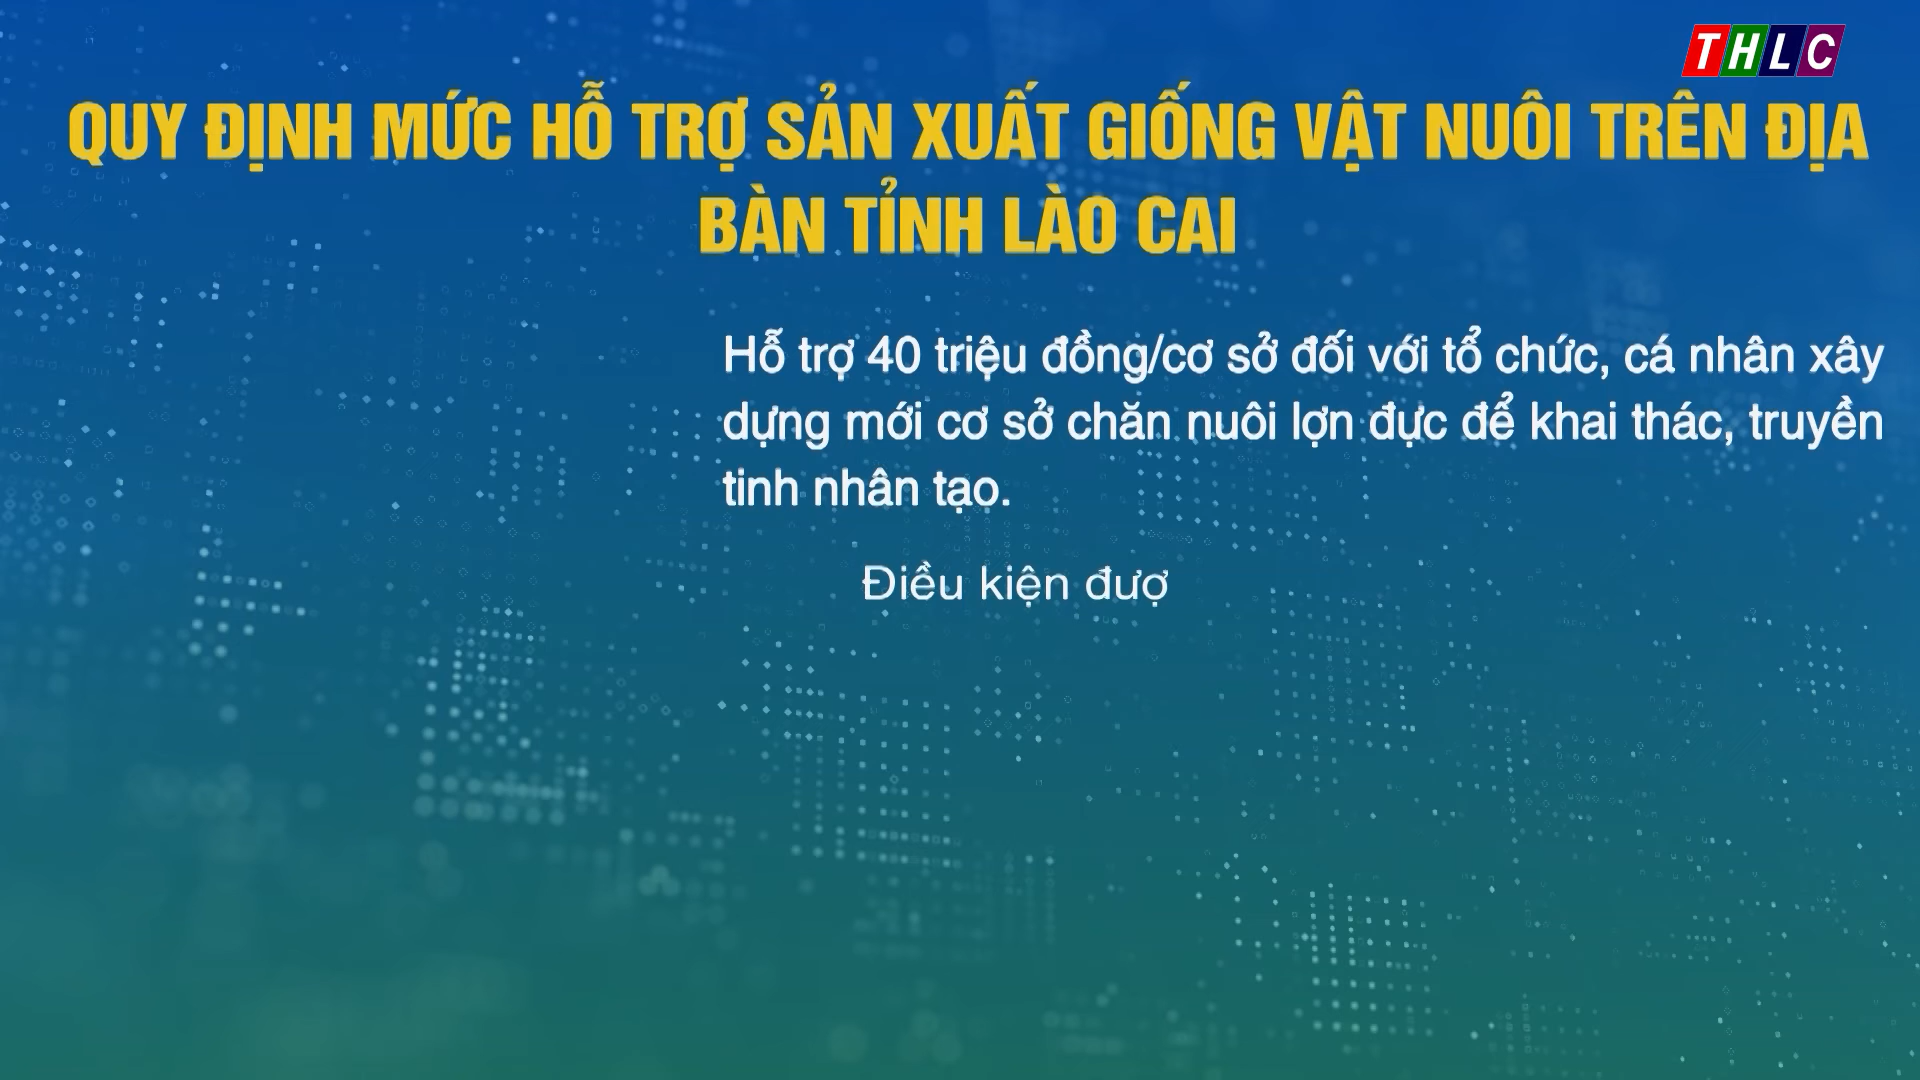 THLC
QUY ĐỊNH MỨC HỖ TRỢ SẢN XUẤT GIỐNG VẬT NUÔI TRÊN ĐỊA
BÀN TỈNH LÀO CAI
Hỗ trợ 40 triệu đồng/cơ sở đối với tổ chức, cá nhân xây
dựng mới cơ sở chăn nuôi lợn đực để khai thác, truyền
tinh nhân tạo.
Điều kiện đượ